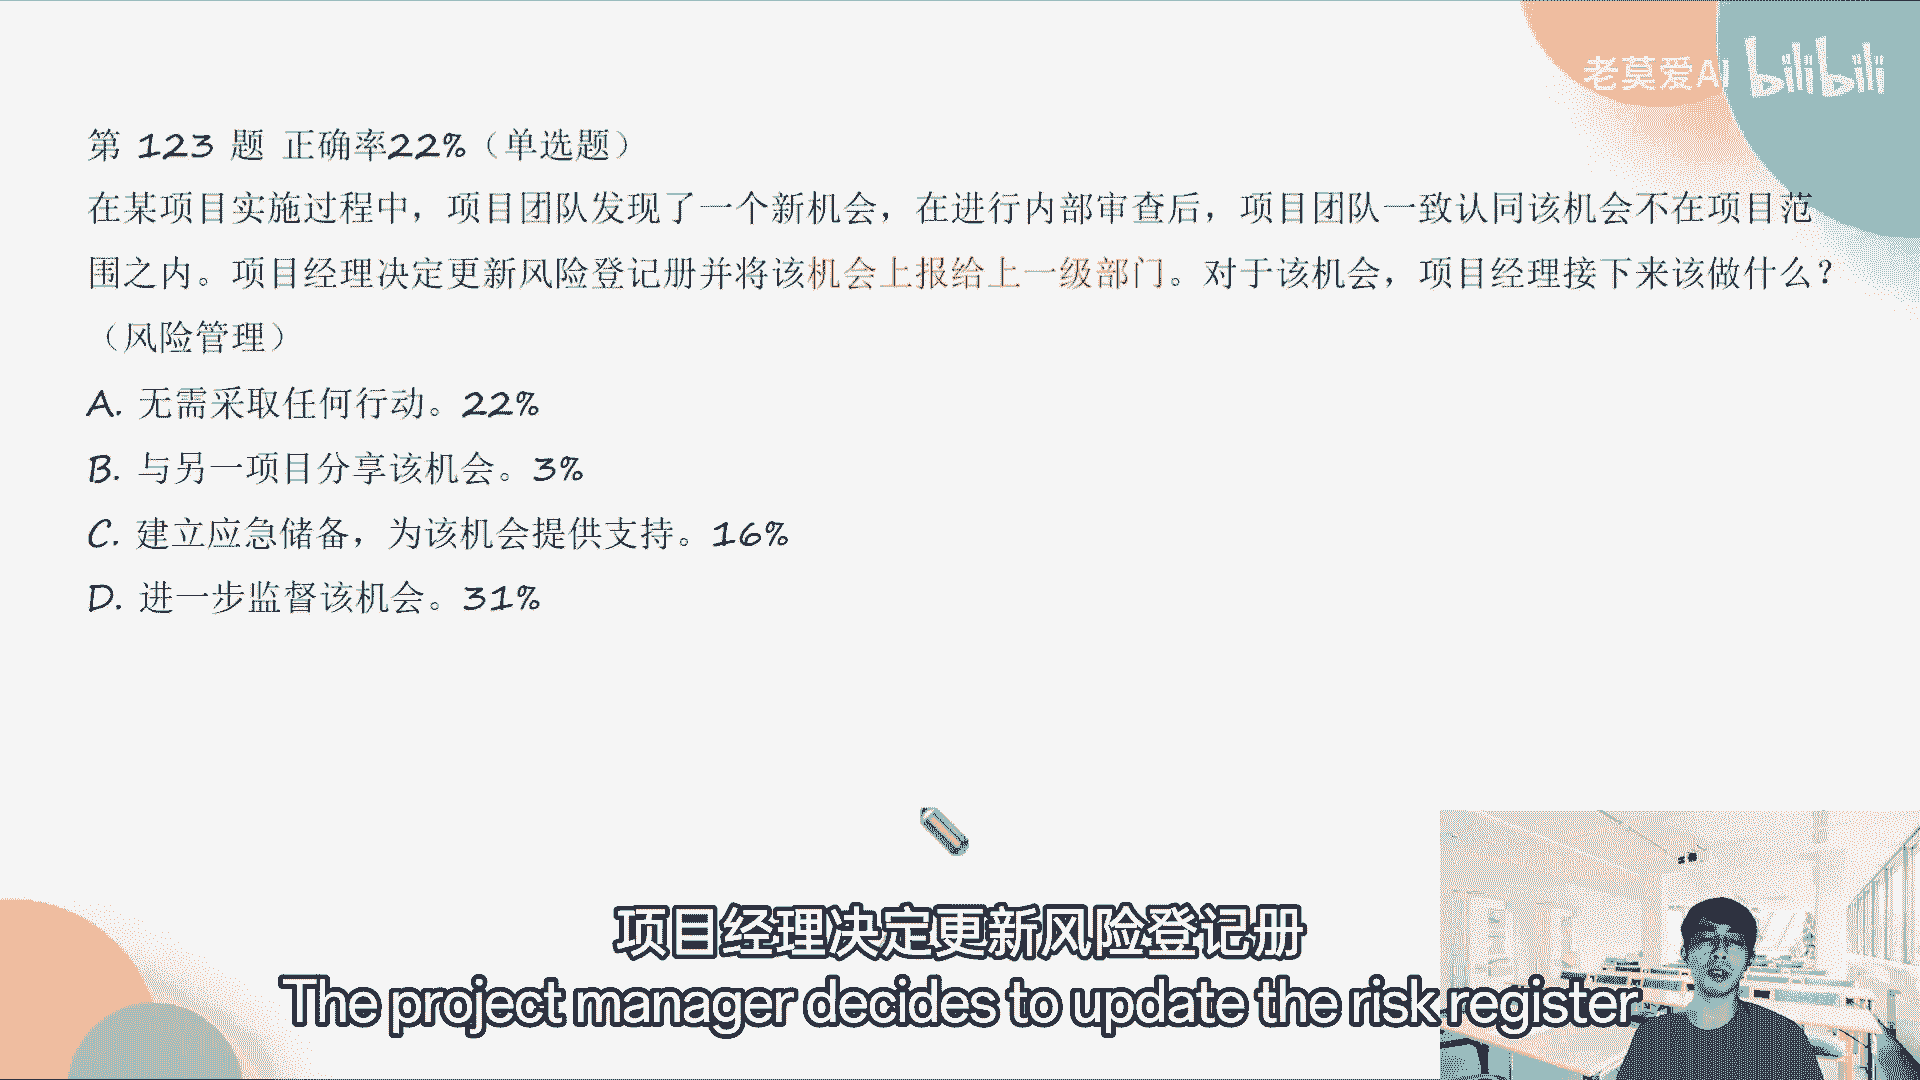 老莫爱AI bilibili
第 123 题 正确率22%（单选题）
在某项目实施过程中，项目团队发现了一个新机会，在进行内部审查后，项目团队一致认同该机会不在项目范
围之内。项目经理决定更新风险登记册并将该机会上报给上一级部门。对于该机会，项目经理接下来该做什么？
（风险管理）
A. 无需采取任何行动。22%
B. 与另一项目分享该机会。3%
C. 建立应急储备，为该机会提供支持。16%
D. 进一步监督该机会。31%
项目经理决定更新风险登记册
The project manager decides to update the risk register